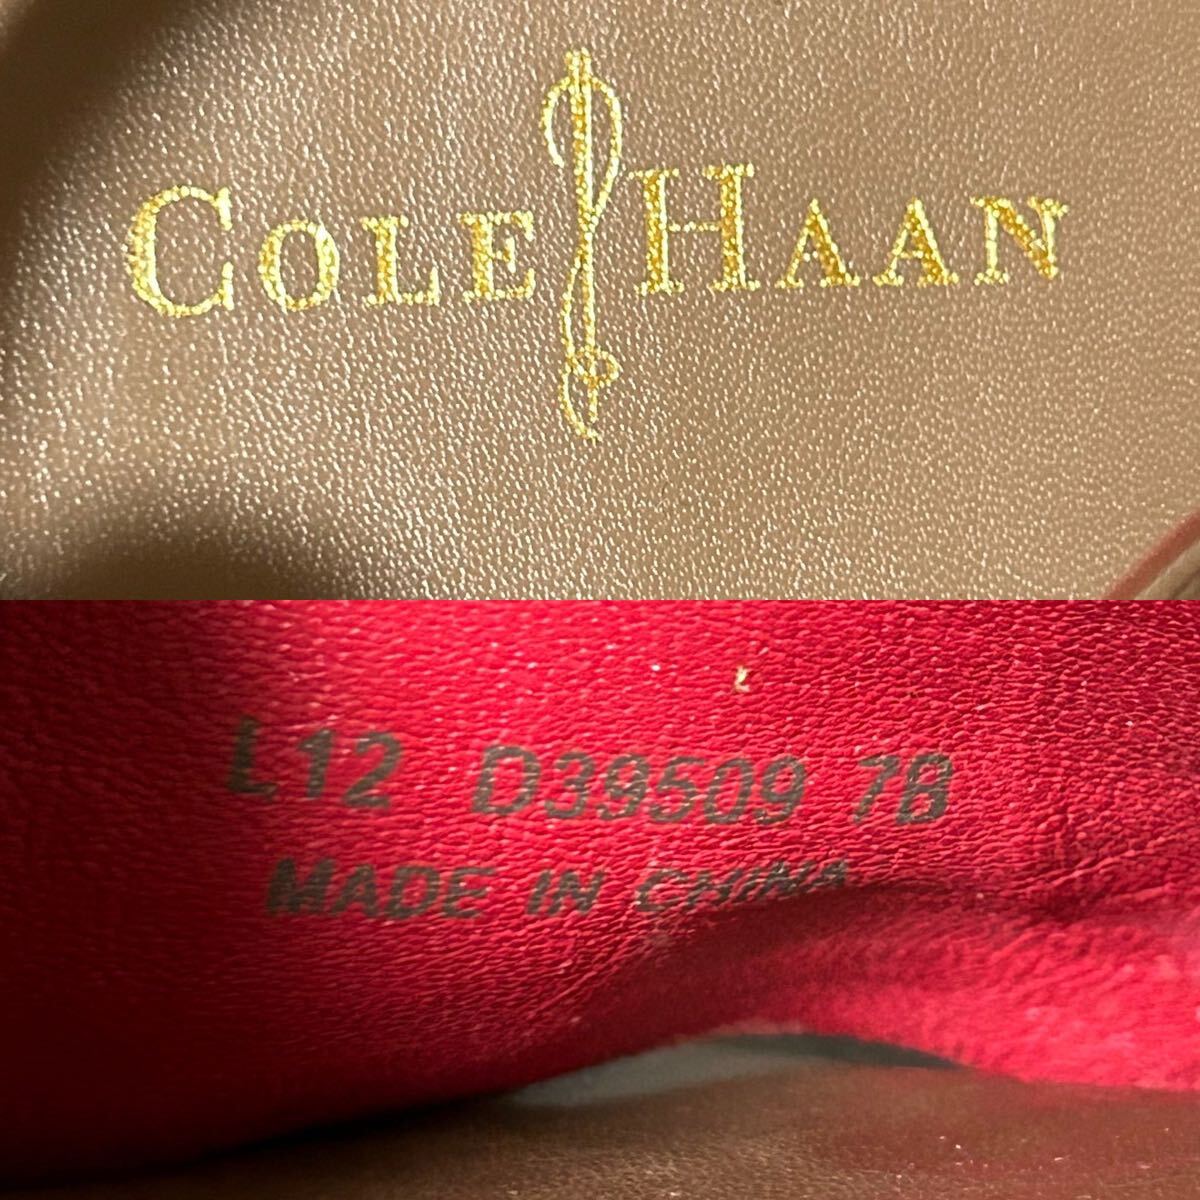 COLE HAAN
L12 D39509 7B
MADE IN CHINA